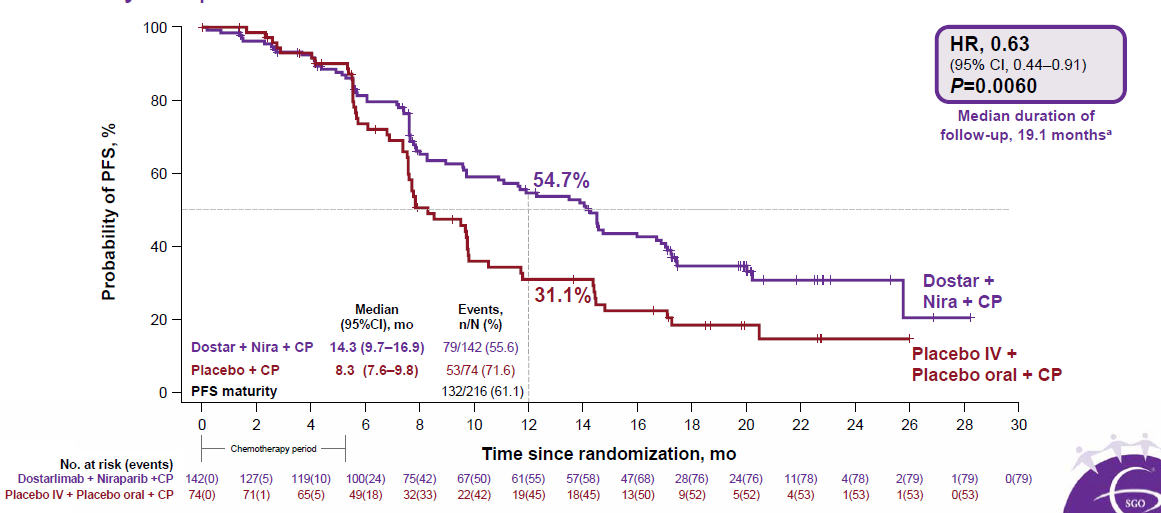 100
80
60
40
20
0
Probability of PFS, %
HR, 0.63
(95% CI, 0.44–0.91)
P=0.0060
Median duration of
follow-up, 19.1 monthsᵃ
54.7%
31.1%
Dostar +
Nira + CP
Placebo IV +
Placebo oral + CP
Median (95%CI), mo Events, n/N (%)
Dostar + Nira + CP 14.3 (9.7–16.9) 79/142 (55.6)
Placebo + CP 8.3 (7.6–9.8) 53/74 (71.6)
PFS maturity 132/216 (61.1)
0 2 4 6 8 10 12 14 16 18 20 22 24 26 28 30
Chemotherapy period
Time since randomization, mo
No. at risk (events)
Dostarlimab + Niraparib +CP 142(0) 127(5) 119(10) 100(24) 75(42) 67(50) 61(55) 57(58) 47(68) 28(76) 24(76) 11(78) 4(78) 2(79) 1(79) 0(79)
Placebo IV + Placebo oral + CP 74(0) 71(1) 65(5) 49(18) 32(33) 22(42) 19(45) 18(45) 13(50) 9(52) 5(52) 4(53) 1(53) 1(53) 0(53)
SGO